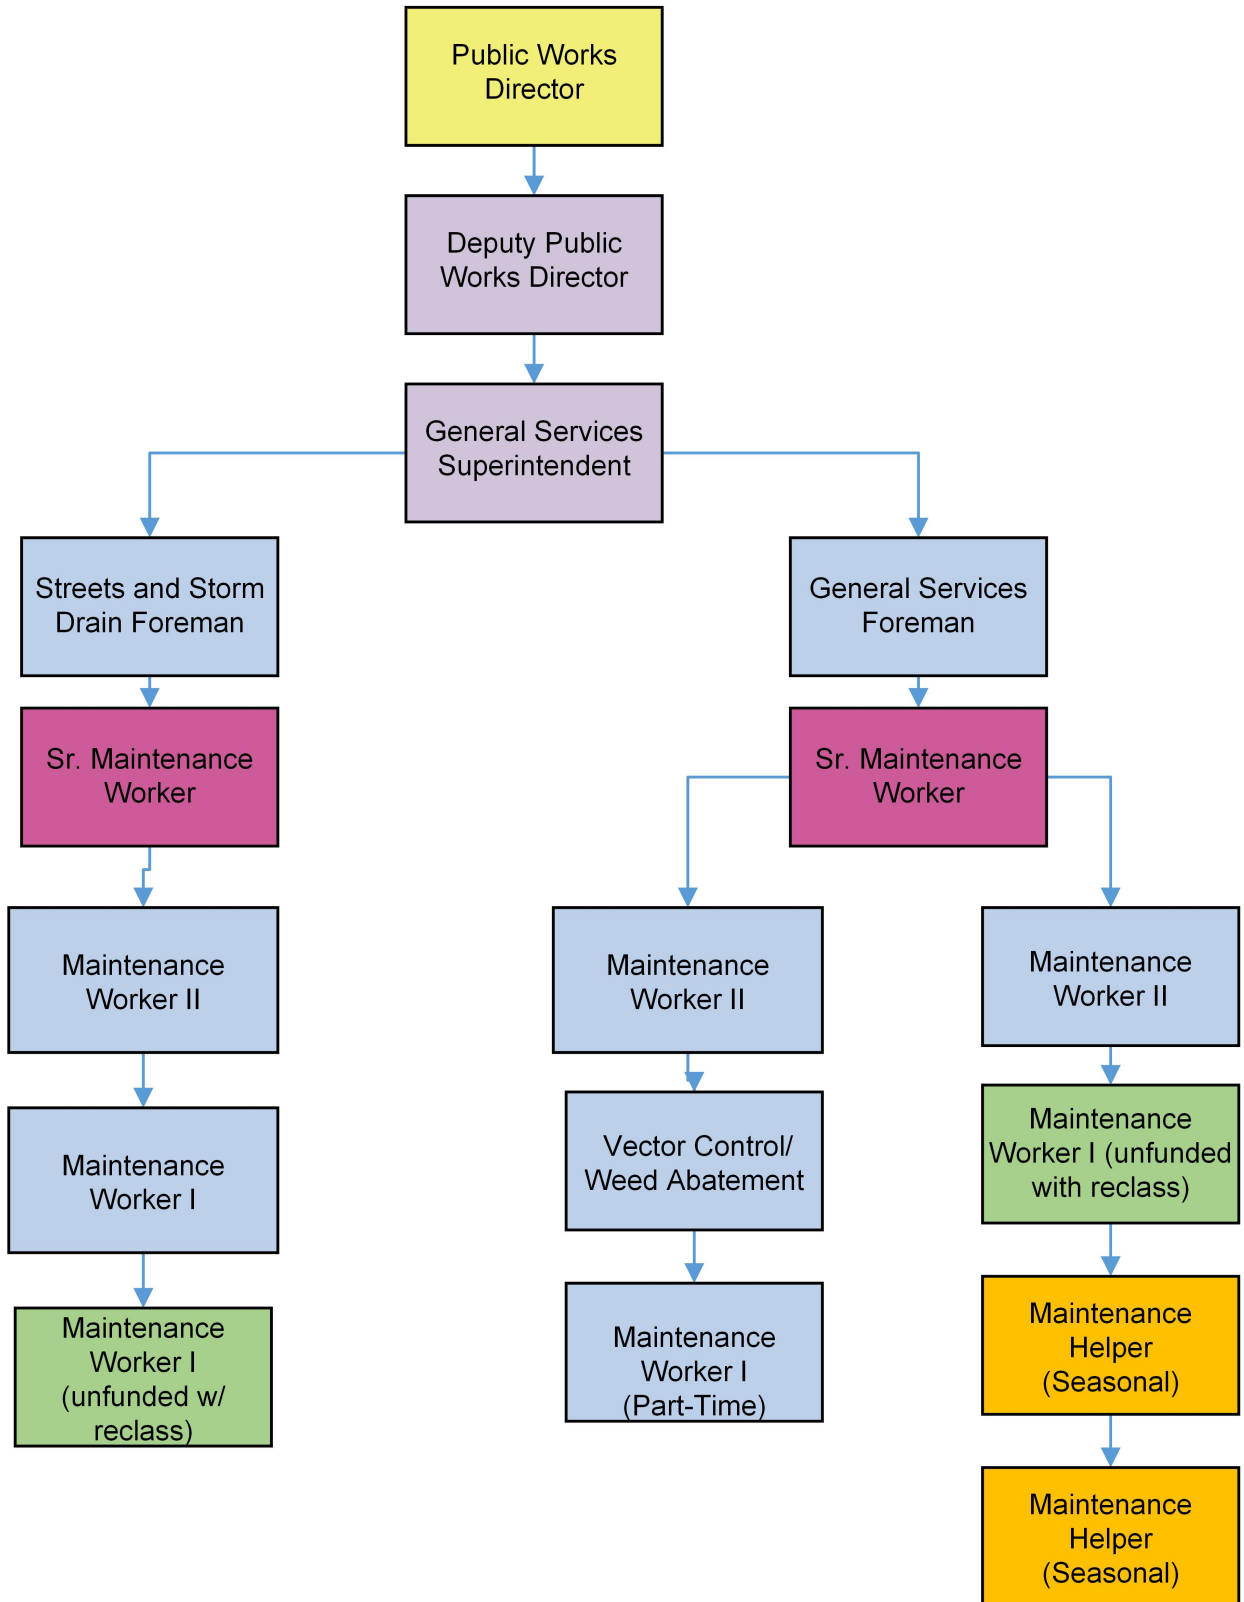 Public Works
Director
Deputy Public
Works Director
General Services
Superintendent
Streets and Storm
Drain Foreman
General Services
Foreman
Sr. Maintenance
Worker
Sr. Maintenance
Worker
Maintenance
Worker II
Maintenance
Worker II
Maintenance
Worker II
Maintenance
Worker I
Vector Control/
Weed Abatement
Maintenance
Worker I (unfunded
with reclass)
Maintenance
Worker I
(unfunded w/
reclass)
Maintenance
Worker I
(Part-Time)
Maintenance
Helper
(Seasonal)
Maintenance
Helper
(Seasonal)